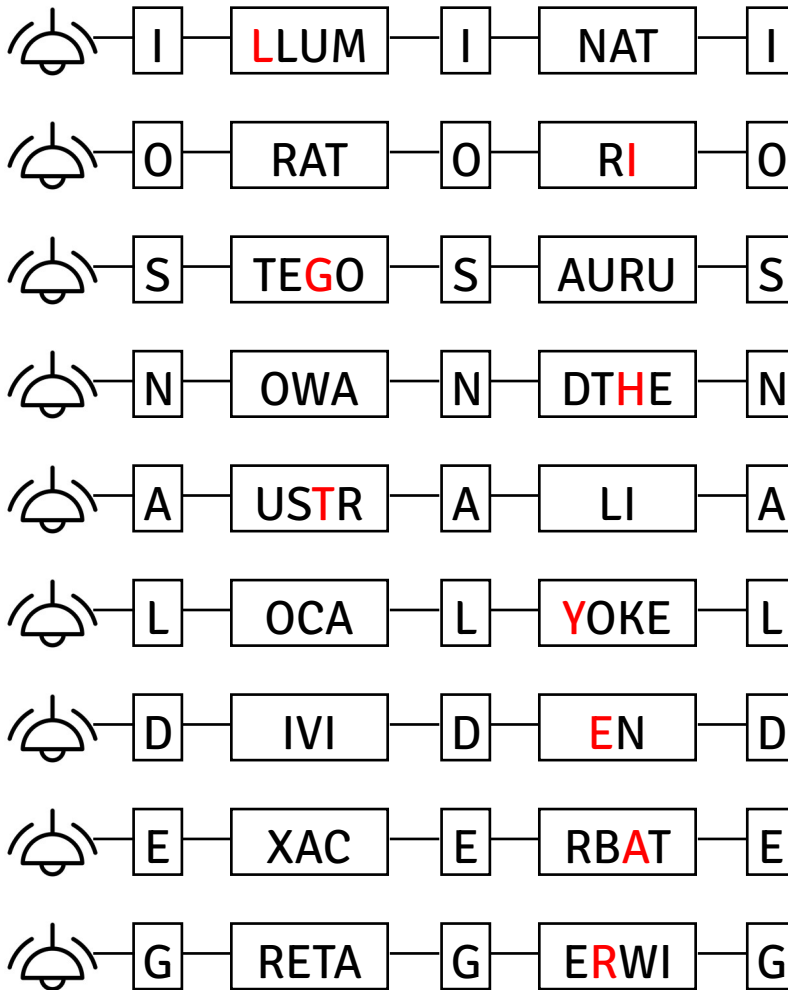 I LLUM I NAT I
O RAT O RI O
S TEGO S AURU S
N OWA N DTHE N
A USTR A LI A
L OCA L YOKE L
D IVI D EN D
E XAC E RBAT E
G RETA G ERWI G